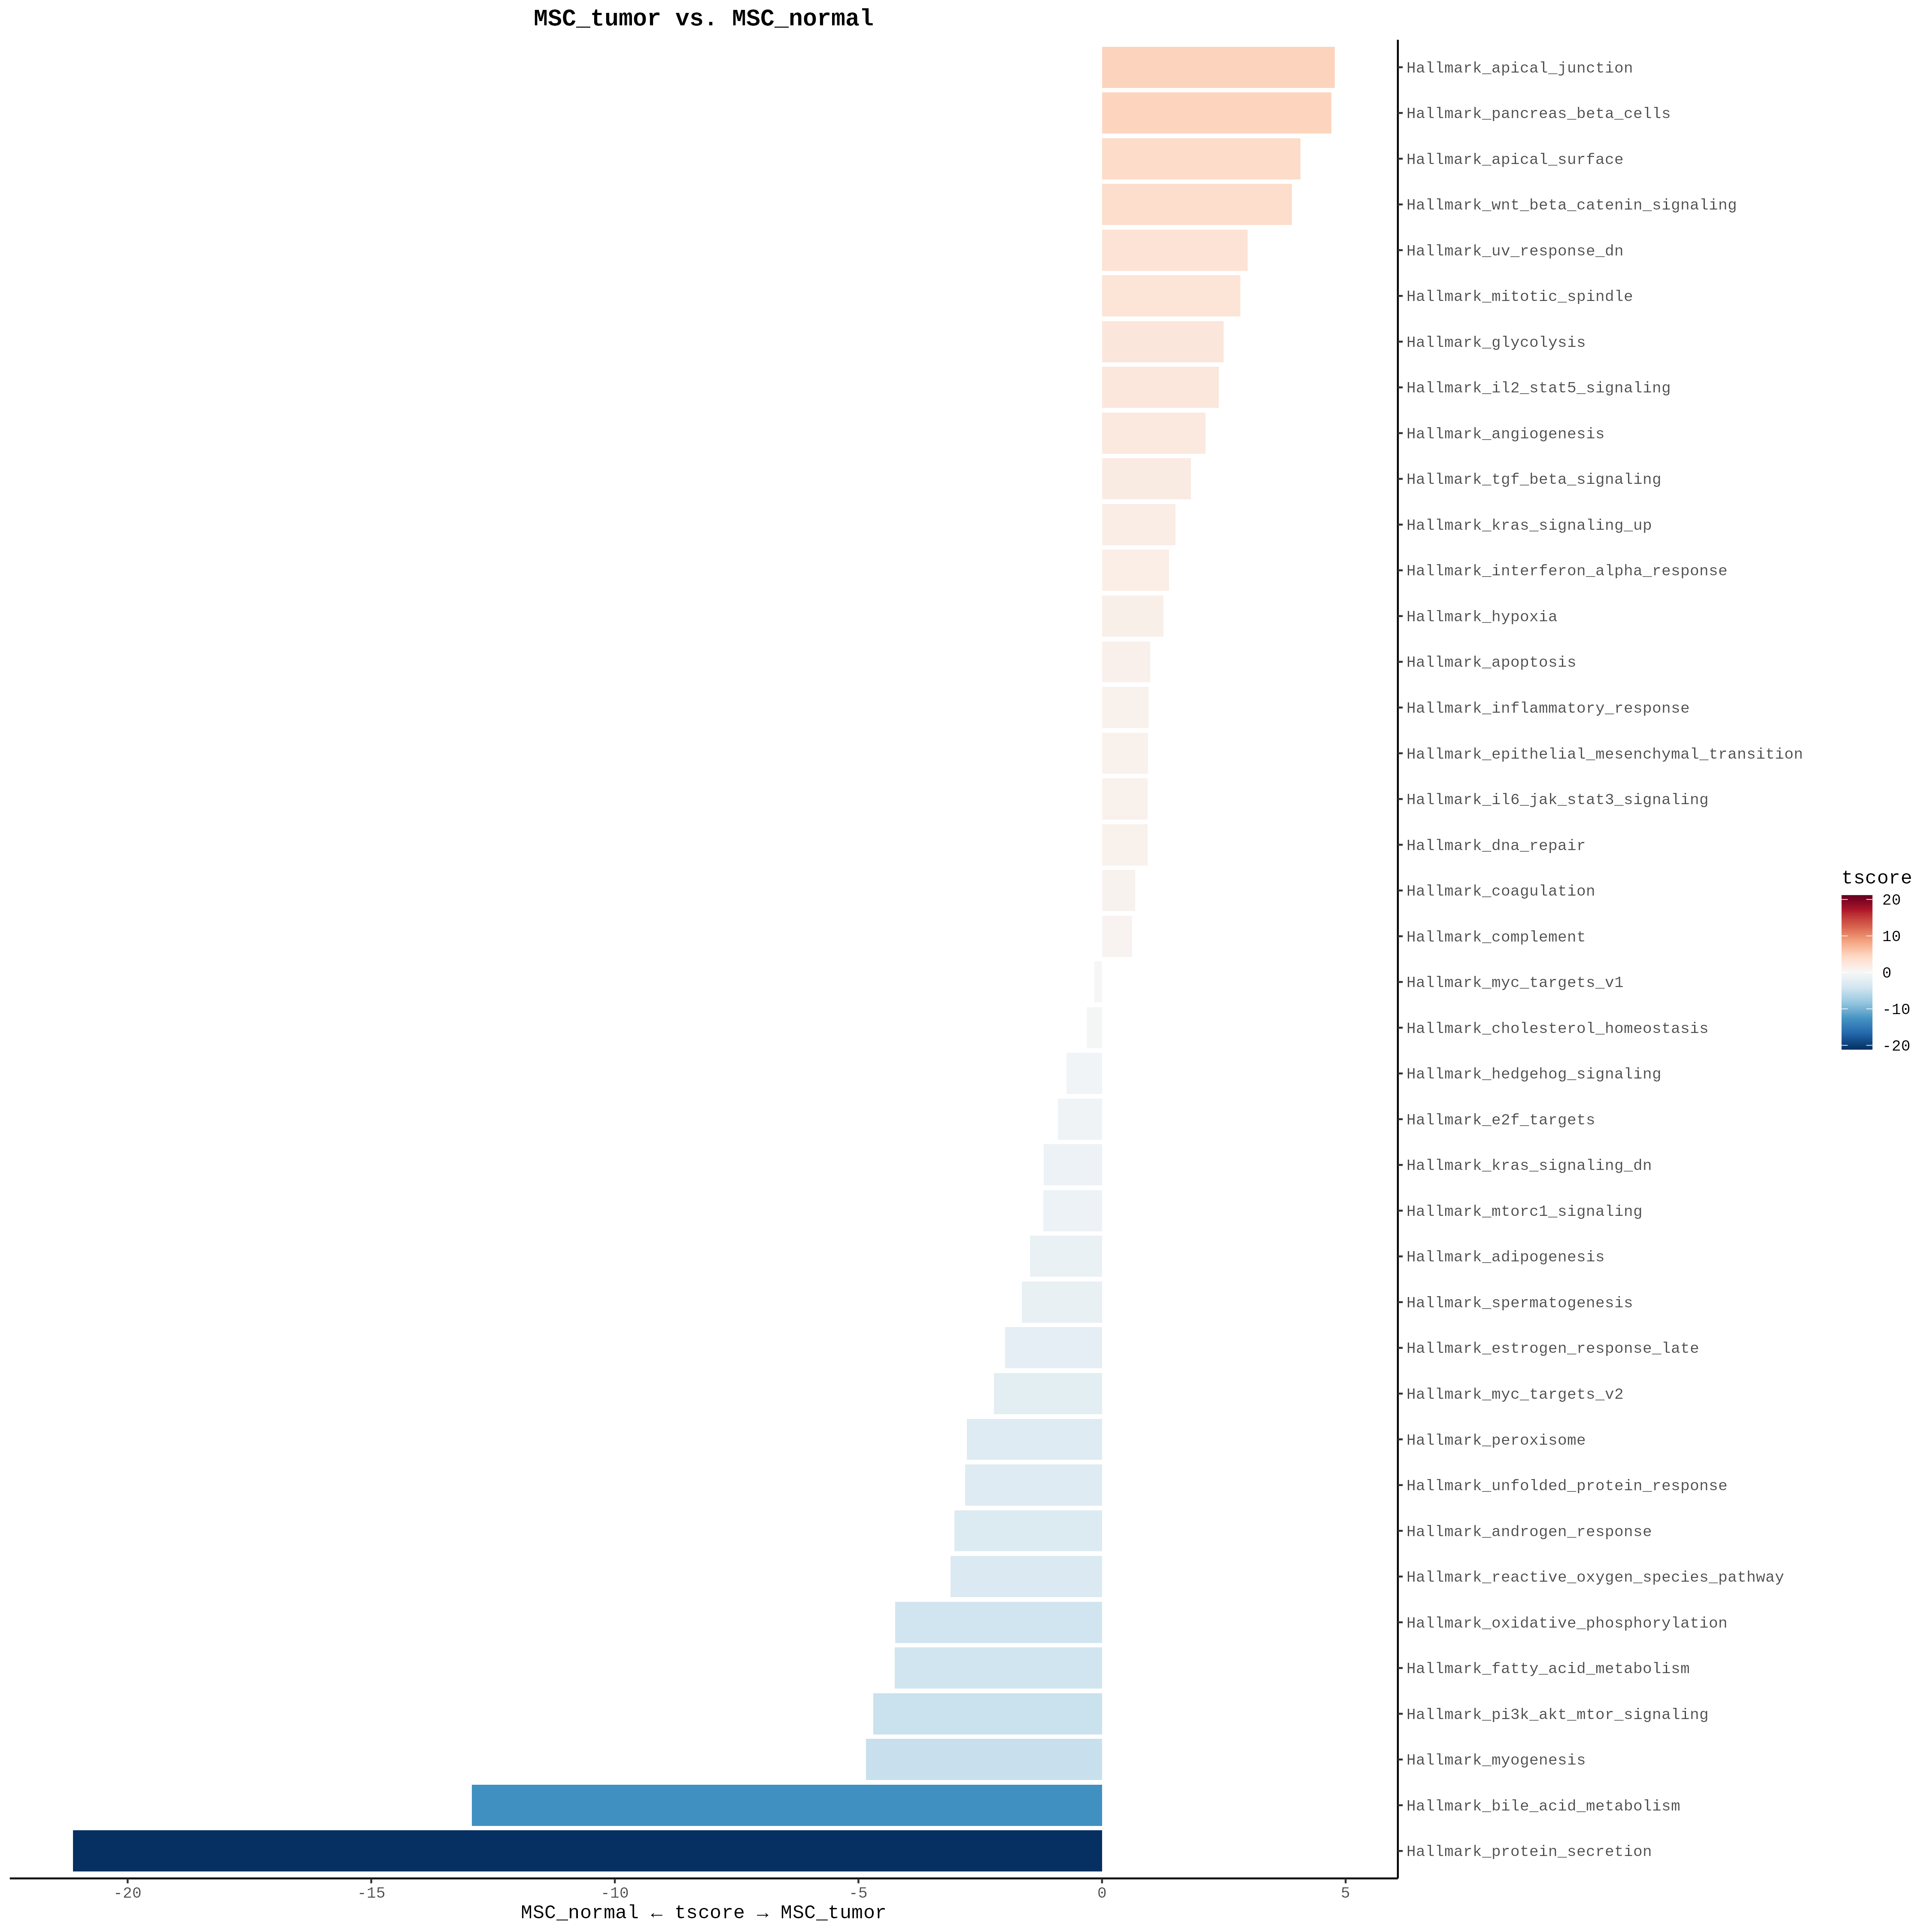 MSC_tumor vs. MSC_normal
Hallmark_apical_junction
Hallmark_pancreas_beta_cells
Hallmark_apical_surface
Hallmark_wnt_beta_catenin_signaling
Hallmark_uv_response_dn
Hallmark_mitotic_spindle
Hallmark_glycolysis
Hallmark_il2_stat5_signaling
Hallmark_angiogenesis
Hallmark_tgf_beta_signaling
Hallmark_kras_signaling_up
Hallmark_interferon_alpha_response
Hallmark_hypoxia
Hallmark_apoptosis
Hallmark_inflammatory_response
Hallmark_epithelial_mesenchymal_transition
Hallmark_il6_jak_stat3_signaling
Hallmark_dna_repair
Hallmark_coagulation
Hallmark_complement
Hallmark_myc_targets_v1
Hallmark_cholesterol_homeostasis
Hallmark_hedgehog_signaling
Hallmark_e2f_targets
Hallmark_kras_signaling_dn
Hallmark_mtorc1_signaling
Hallmark_adipogenesis
Hallmark_spermatogenesis
Hallmark_estrogen_response_late
Hallmark_myc_targets_v2
Hallmark_peroxisome
Hallmark_unfolded_protein_response
Hallmark_androgen_response
Hallmark_reactive_oxygen_species_pathway
Hallmark_oxidative_phosphorylation
Hallmark_fatty_acid_metabolism
Hallmark_pi3k_akt_mtor_signaling
Hallmark_myogenesis
Hallmark_bile_acid_metabolism
Hallmark_protein_secretion
-20 -15 -10 -5 0 5
MSC_normal ← tscore → MSC_tumor
tscore
20
10
0
-10
-20